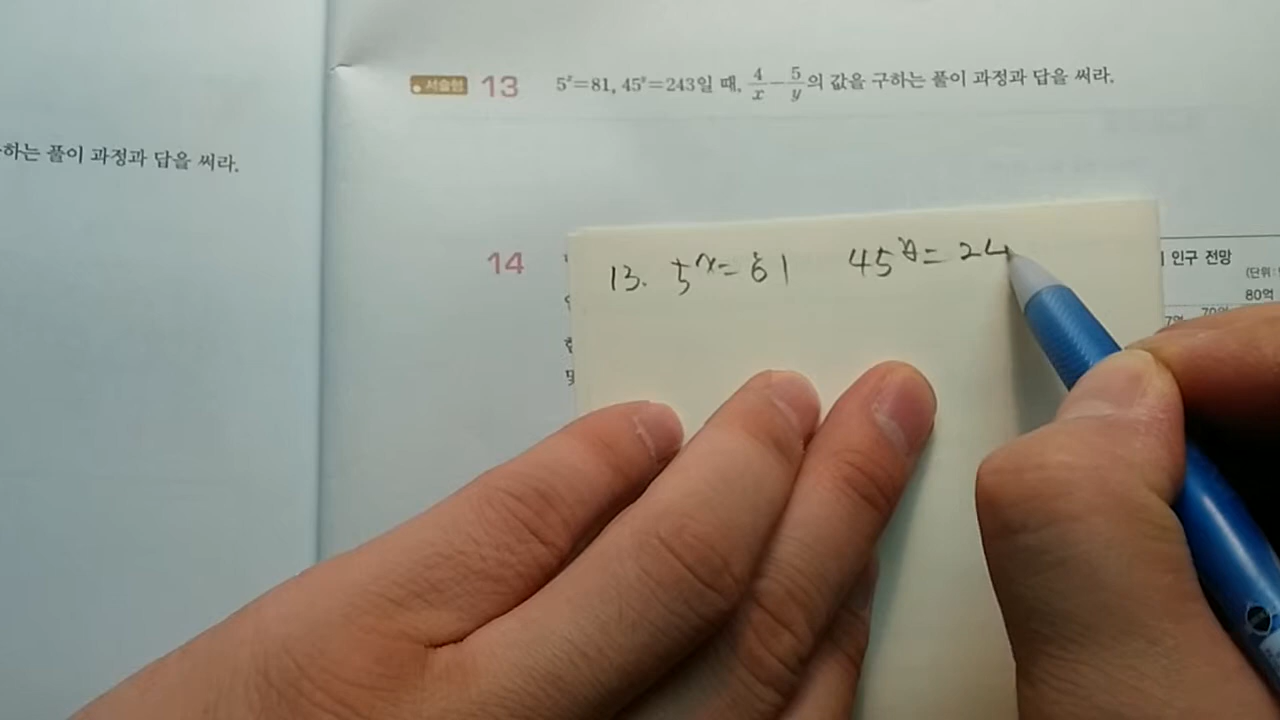 서술형 13 5ˣ=81, 45ʸ=243일 때, 4/x - 5/y의 값을 구하는 풀이 과정과 답을 써라.
하는 풀이 과정과 답을 써라.
14
13. 5ˣ = 81 45ʸ = 24
인구 전망
(단위:
80억